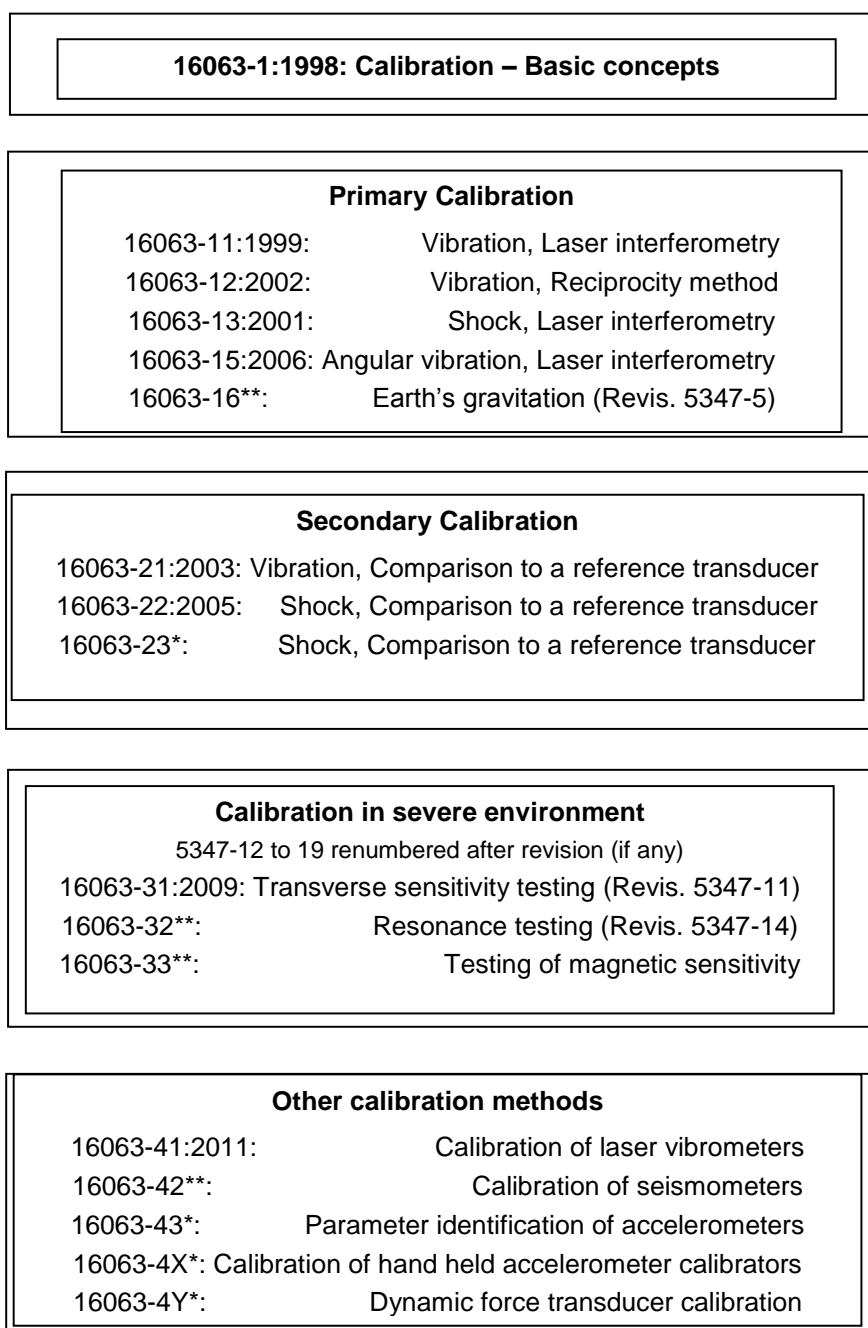 16063-1:1998: Calibration – Basic concepts
Primary Calibration
16063-11:1999: Vibration, Laser interferometry
16063-12:2002: Vibration, Reciprocity method
16063-13:2001: Shock, Laser interferometry
16063-15:2006: Angular vibration, Laser interferometry
16063-16**: Earth’s gravitation (Revis. 5347-5)
Secondary Calibration
16063-21:2003: Vibration, Comparison to a reference transducer
16063-22:2005: Shock, Comparison to a reference transducer
16063-23*: Shock, Comparison to a reference transducer
Calibration in severe environment
5347-12 to 19 renumbered after revision (if any)
16063-31:2009: Transverse sensitivity testing (Revis. 5347-11)
16063-32**: Resonance testing (Revis. 5347-14)
16063-33**: Testing of magnetic sensitivity
Other calibration methods
16063-41:2011: Calibration of laser vibrometers
16063-42**: Calibration of seismometers
16063-43*: Parameter identification of accelerometers
16063-4X*: Calibration of hand held accelerometer calibrators
16063-4Y*: Dynamic force transducer calibration